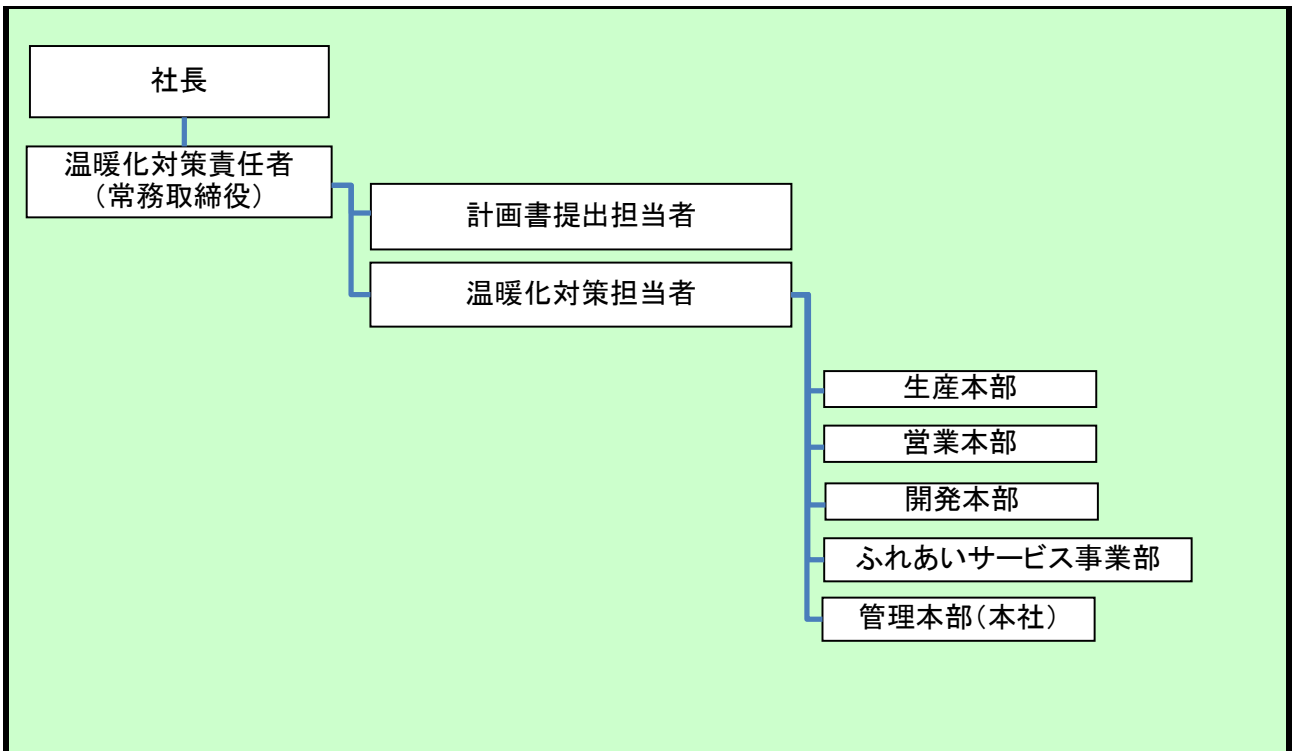 社長
温暖化対策責任者
（常務取締役）
計画書提出担当者
温暖化対策担当者
生産本部
営業本部
開発本部
ふれあいサービス事業部
管理本部（本社）